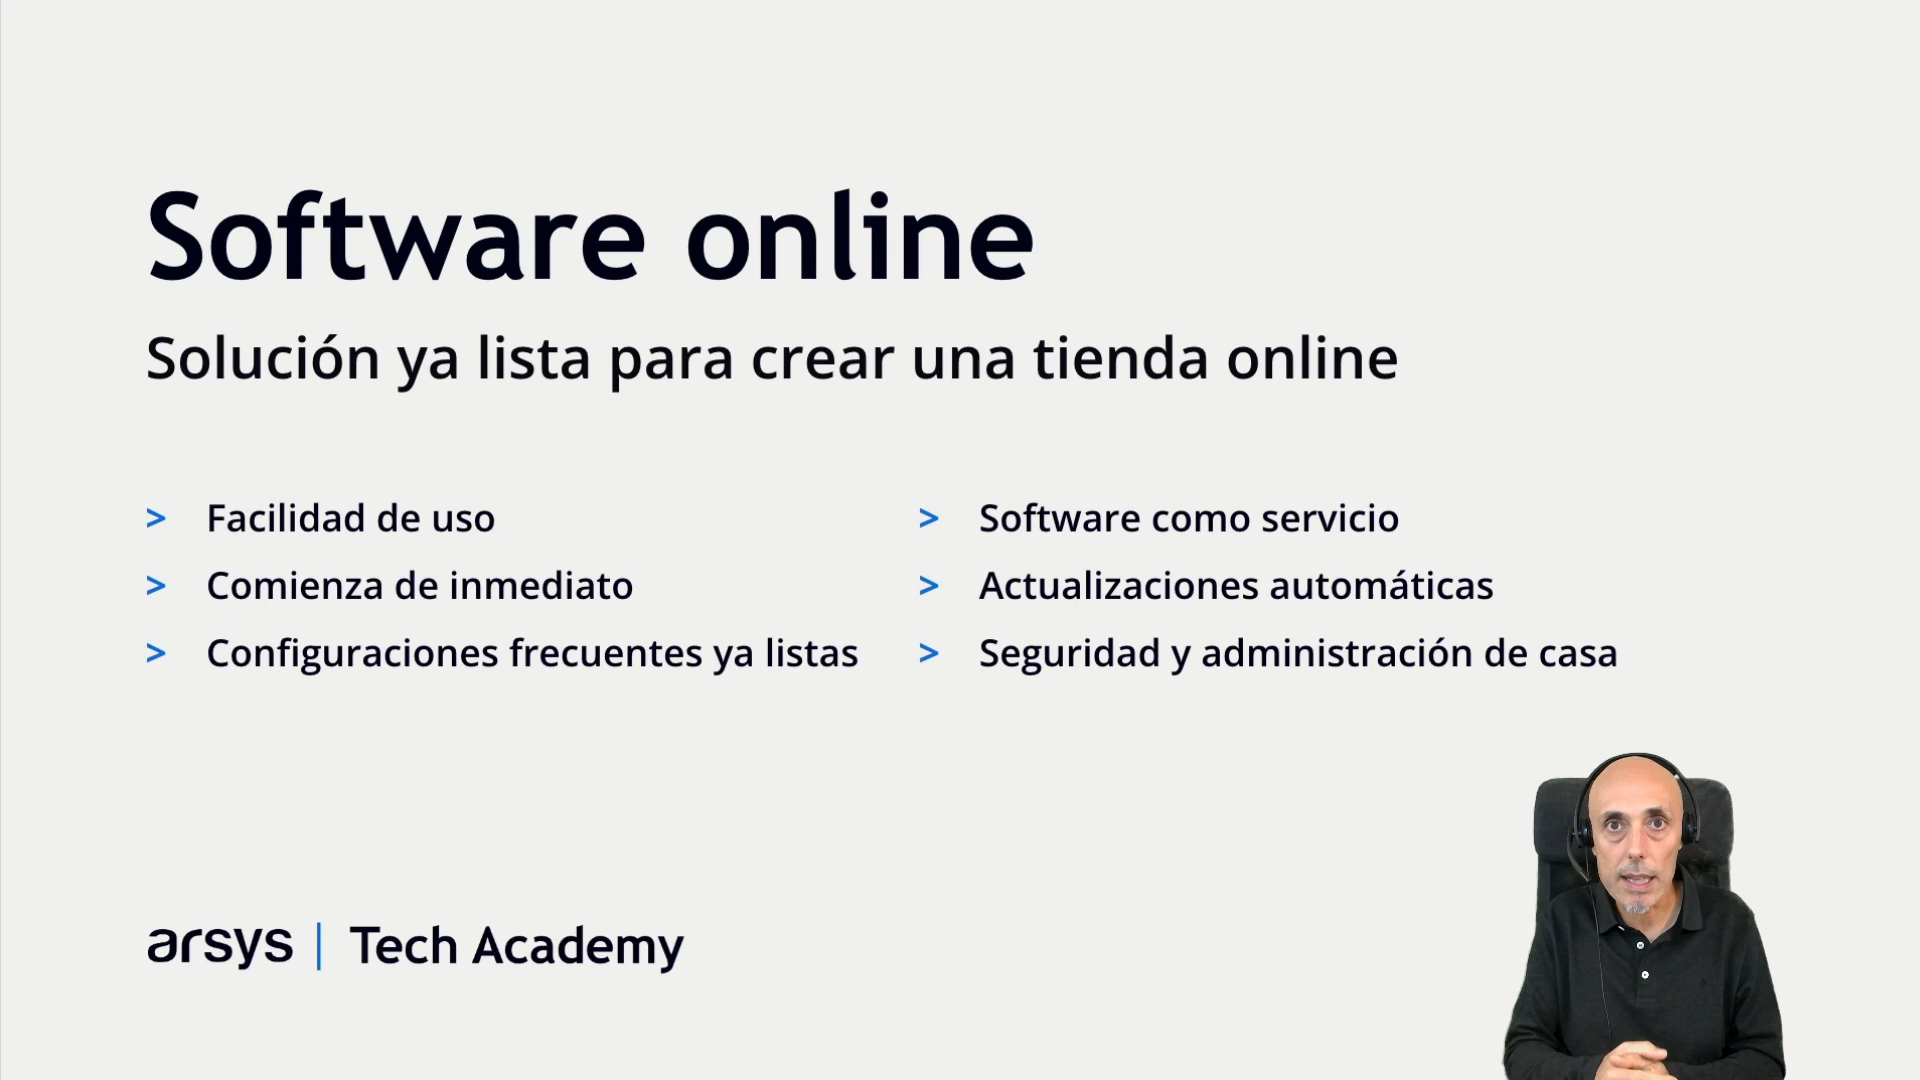 Software online
Solución ya lista para crear una tienda online
> Facilidad de uso
> Comienza de inmediato
> Configuraciones frecuentes ya listas
> Software como servicio
> Actualizaciones automáticas
> Seguridad y administración de casa
arsys | Tech Academy